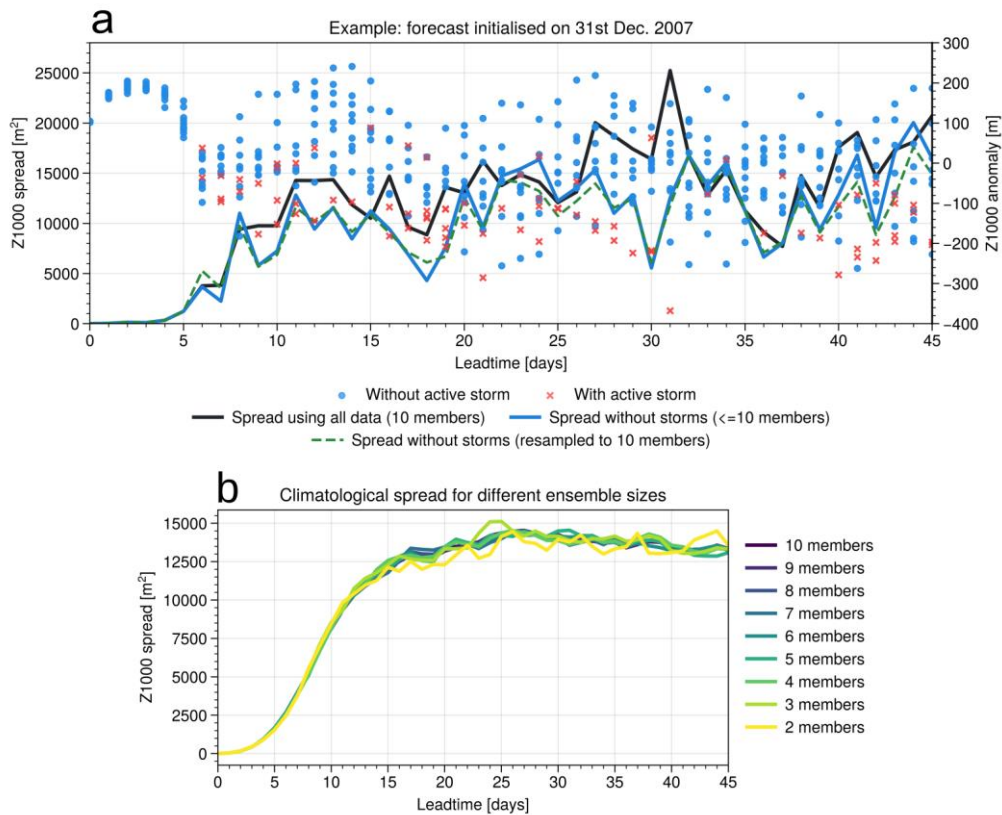 a
Example: forecast initialised on 31st Dec. 2007
25000
20000
15000
10000
5000
0
Z1000 spread [m²]
300
200
100
0
−100
−200
−300
−400
Z1000 anomaly [m]
0 5 10 15 20 25 30 35 40 45
Leadtime [days]
Without active storm With active storm
Spread using all data (10 members) Spread without storms (<=10 members)
Spread without storms (resampled to 10 members)
b
Climatological spread for different ensemble sizes
15000
12500
10000
7500
5000
2500
0
Z1000 spread [m²]
0 5 10 15 20 25 30 35 40 45
Leadtime [days]
10 members
9 members
8 members
7 members
6 members
5 members
4 members
3 members
2 members